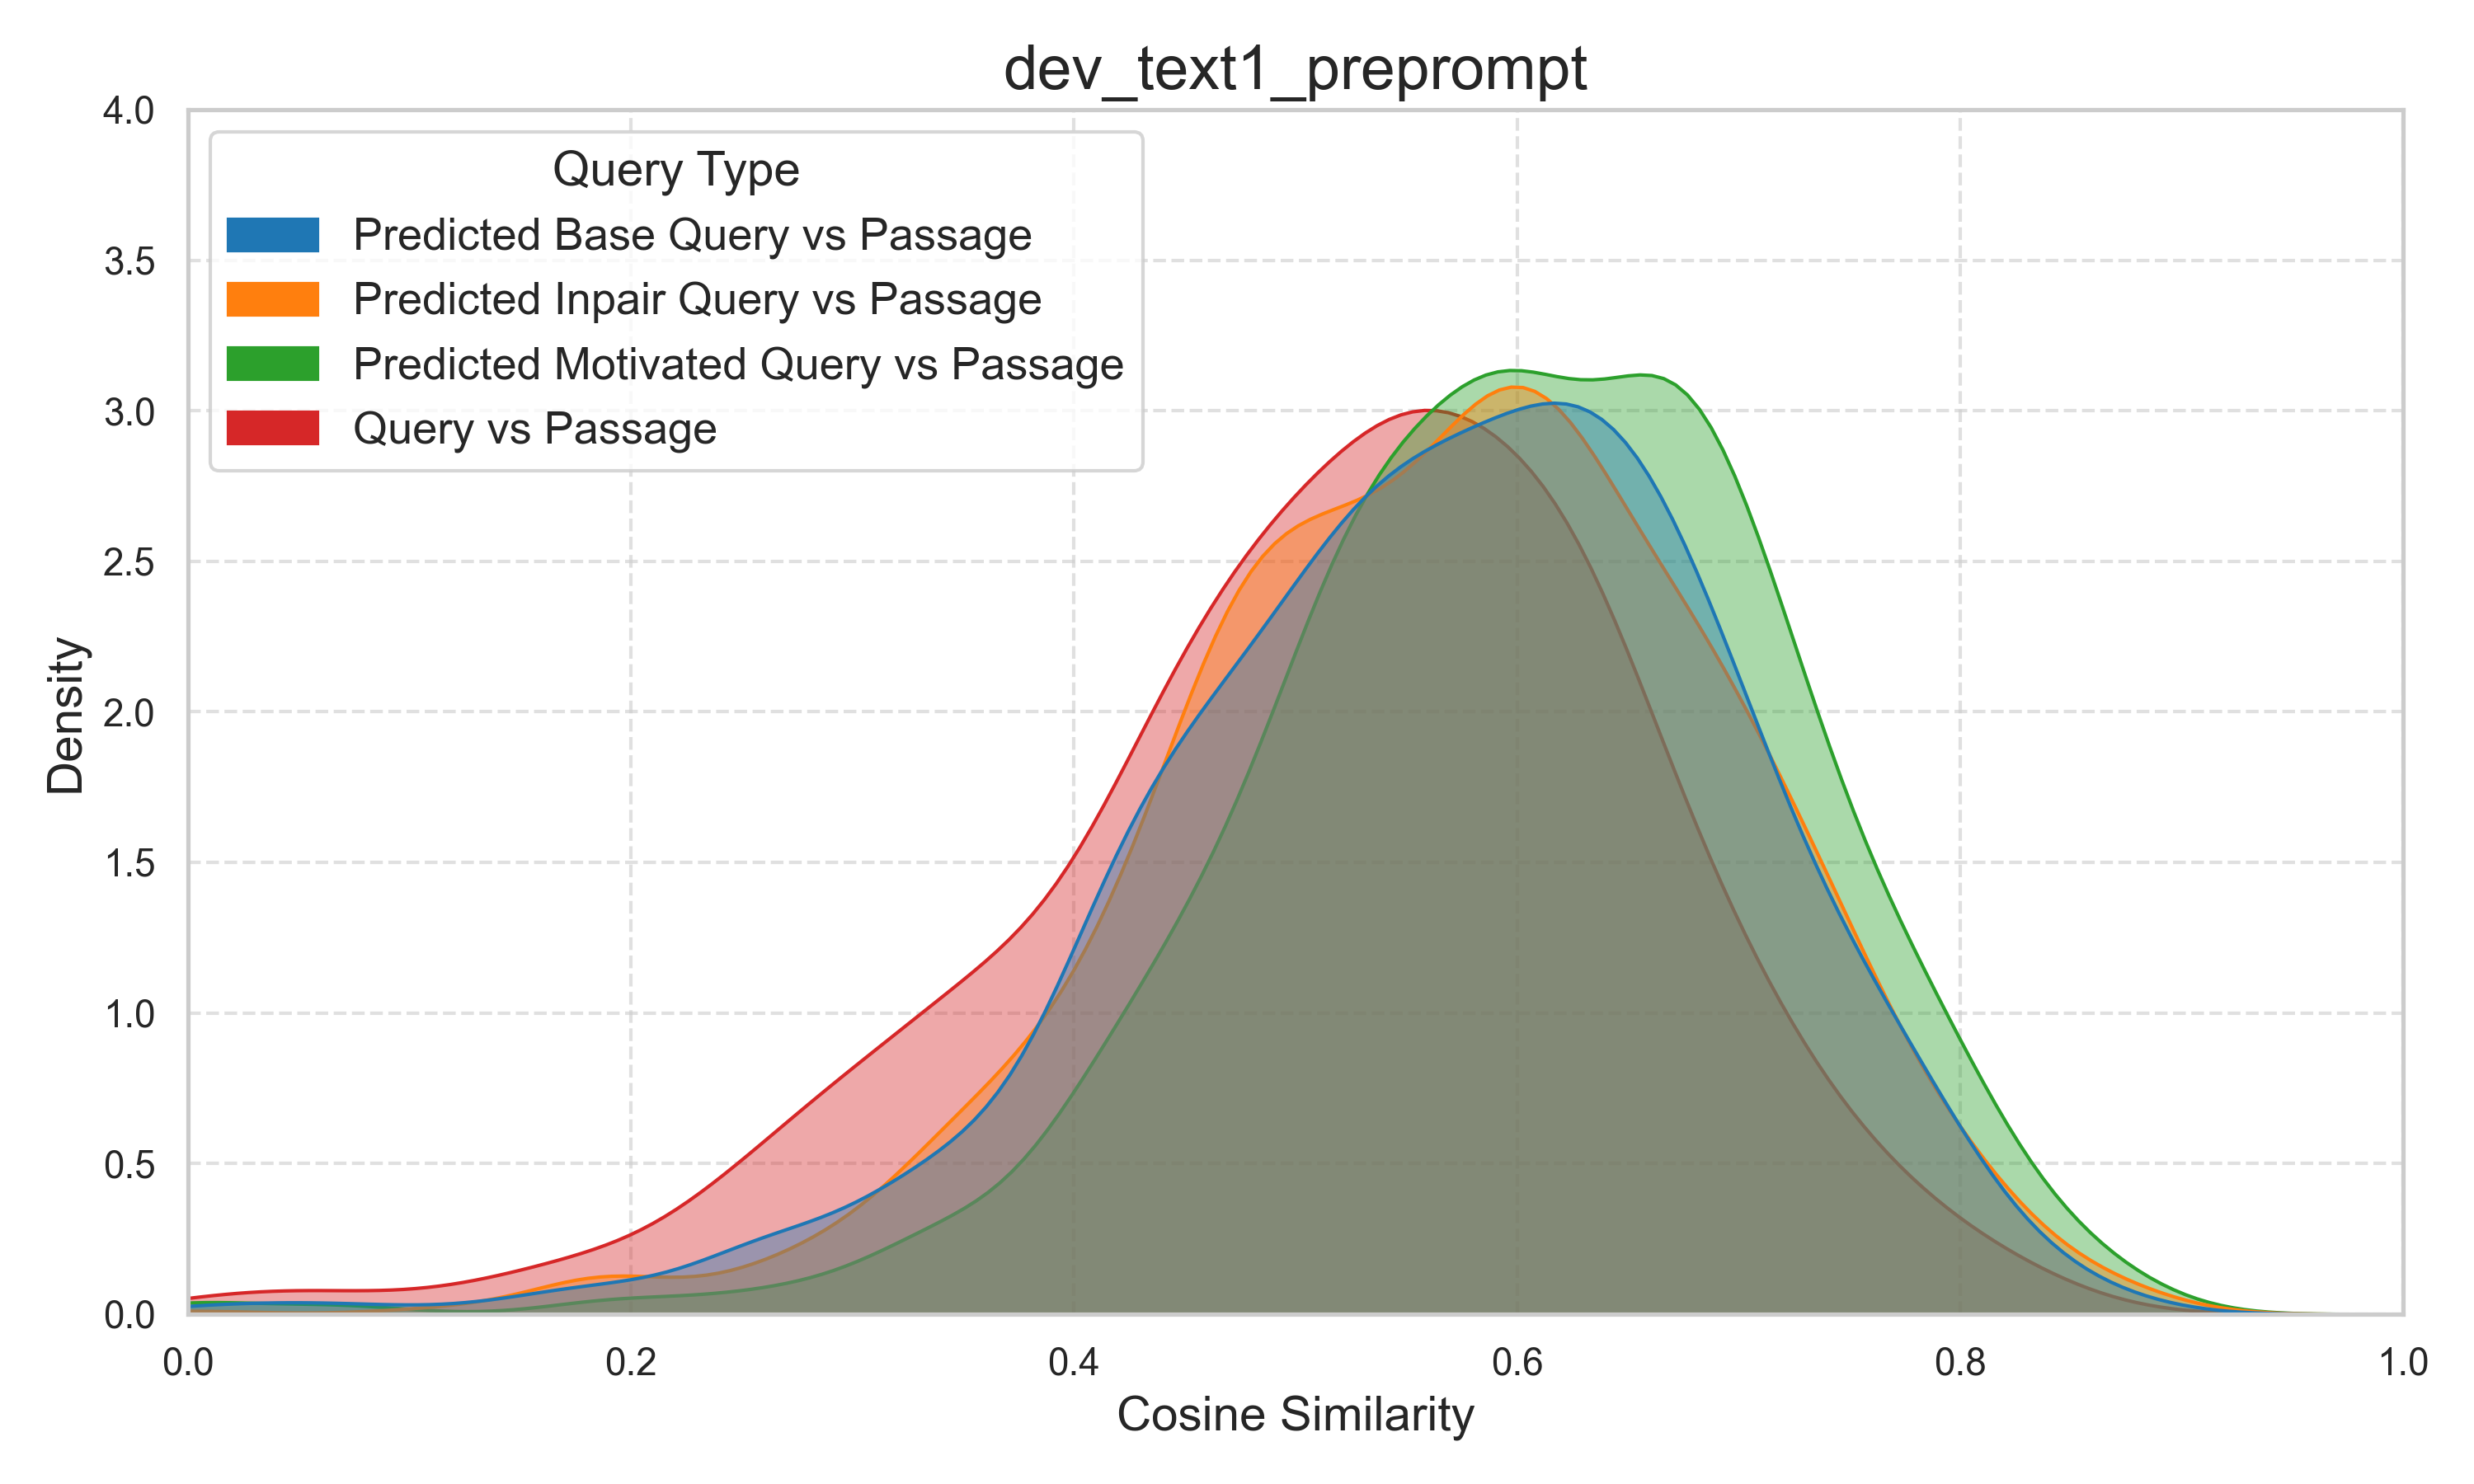 dev_text1_preprompt
4.0
3.5
3.0
2.5
2.0
1.5
1.0
0.5
0.0
Density
Query Type
Predicted Base Query vs Passage
Predicted Inpair Query vs Passage
Predicted Motivated Query vs Passage
Query vs Passage
0.0 0.2 0.4 0.6 0.8 1.0
Cosine Similarity